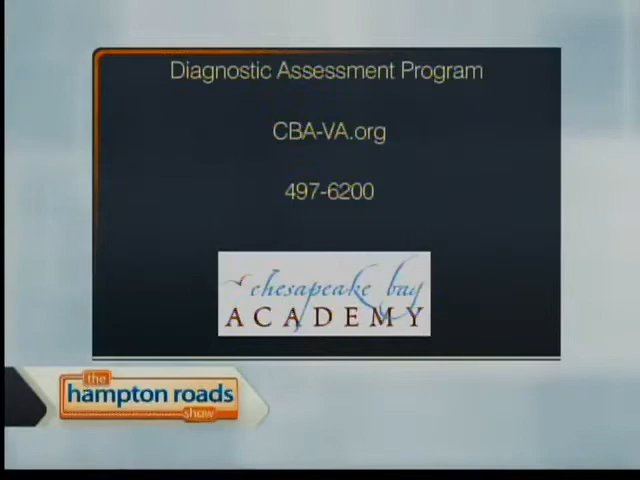 Diagnostic Assessment Program
CBA-VA.org
497-6200
chesapeake bay
ACADEMY
the
hampton roads
show